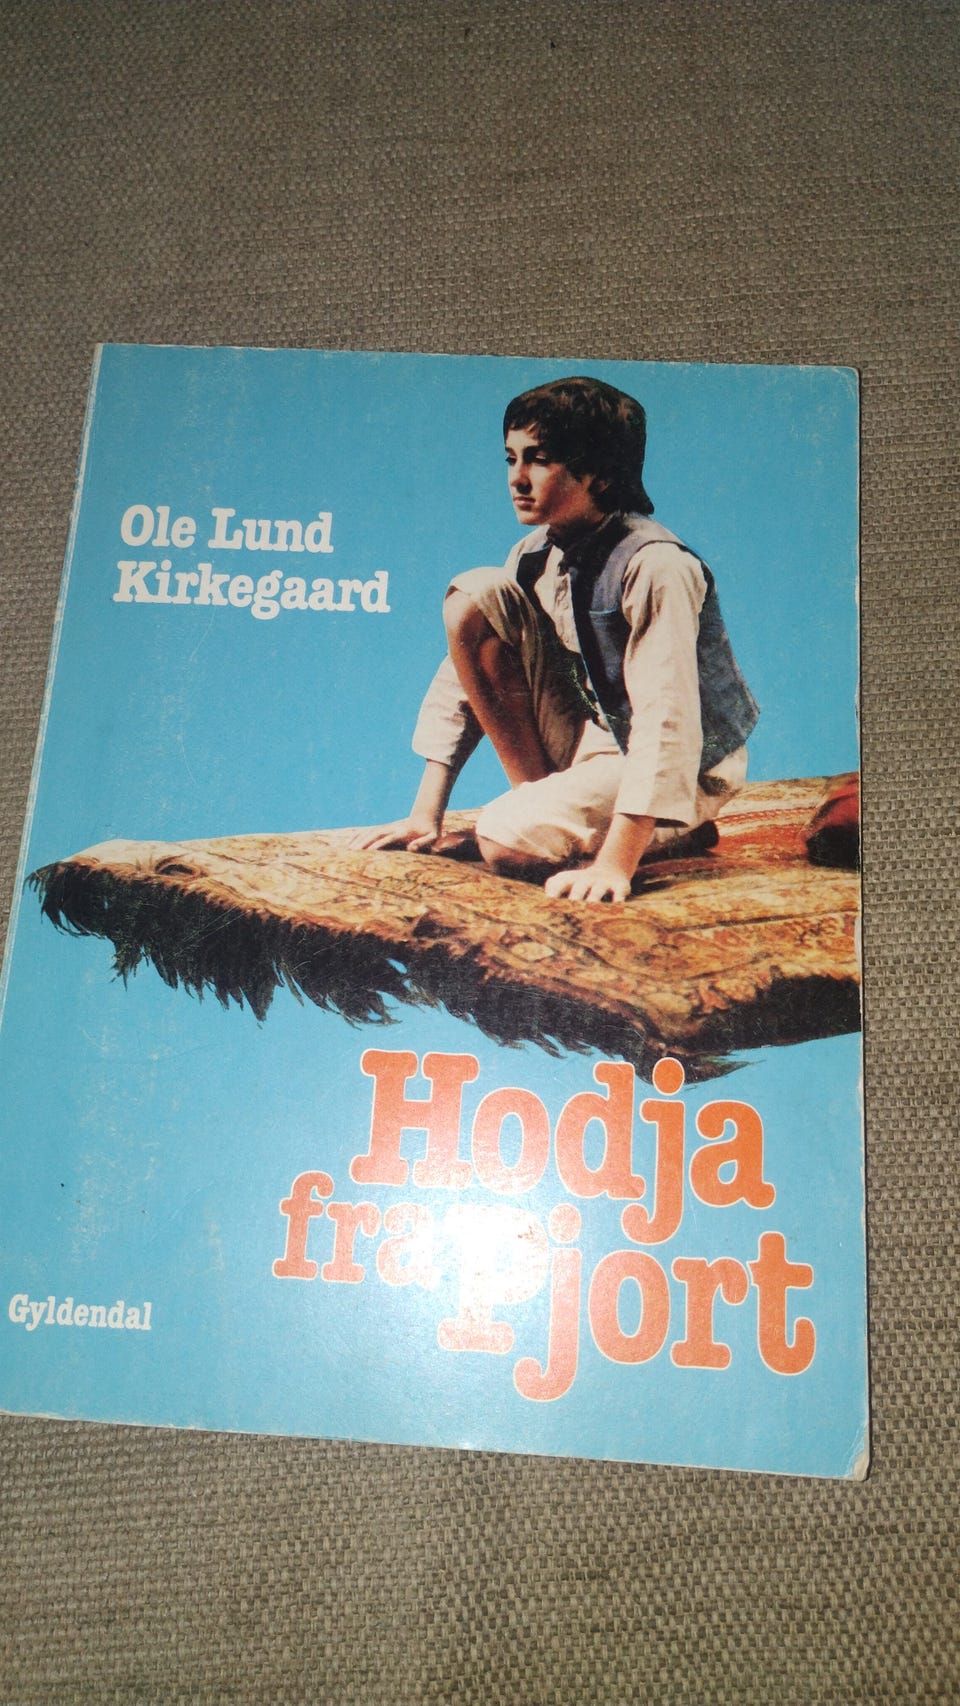 Ole Lund
Kirkegaard
Hodja
fra Pjort
Gyldendal